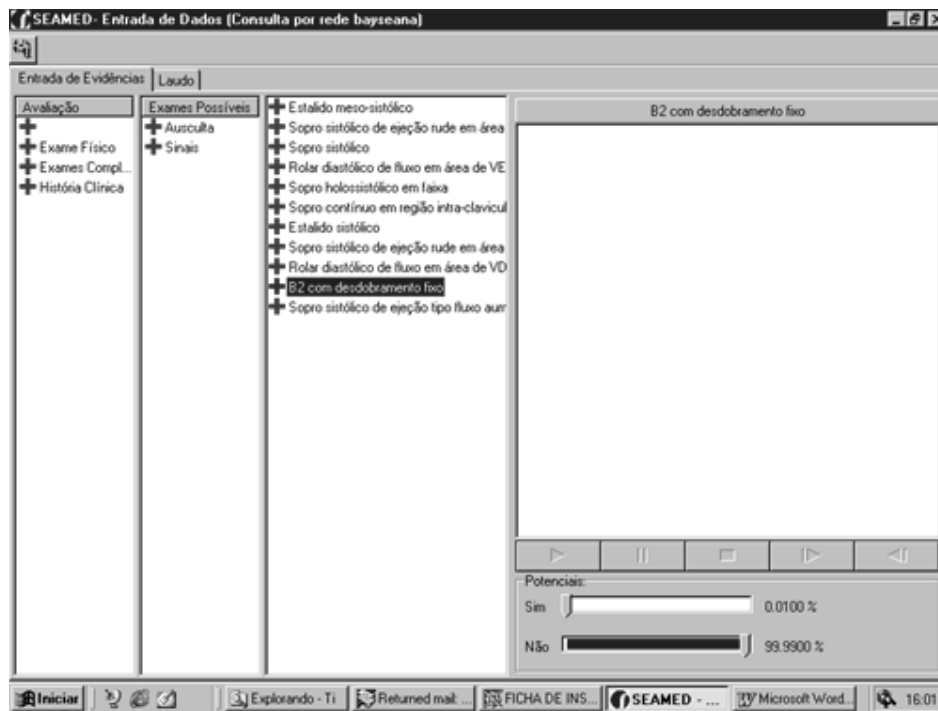 SEAMED- Entrada de Dados (Consulta por rede bayseana)
Entrada de Evidências
Laudo
Avaliação
Exame Físico
Exames Compl...
História Clínica
Exames Possíveis
Ausculta
Sinais
Estalido meso-sistólico
Sopro sistólico de ejeção rude em área
Sopro sistólico
Rolar diastólico de fluxo em área de VE
Sopro holossistólico em faixa
Sopro contínuo em região intra-clavicul
Estalido sistólico
Sopro sistólico de ejeção rude em área
Rolar diastólico de fluxo em área de VD
B2 com desdobramento fixo
Sopro sistólico de ejeção tipo fluxo aum
B2 com desdobramento fixo
Potenciais:
Sim 0.0100 %
Não 99.9900 %
Iniciar
Explorando - Ti
Returned mail: ...
FICHA DE INS...
SEAMED - ...
Microsoft Word...
16:01